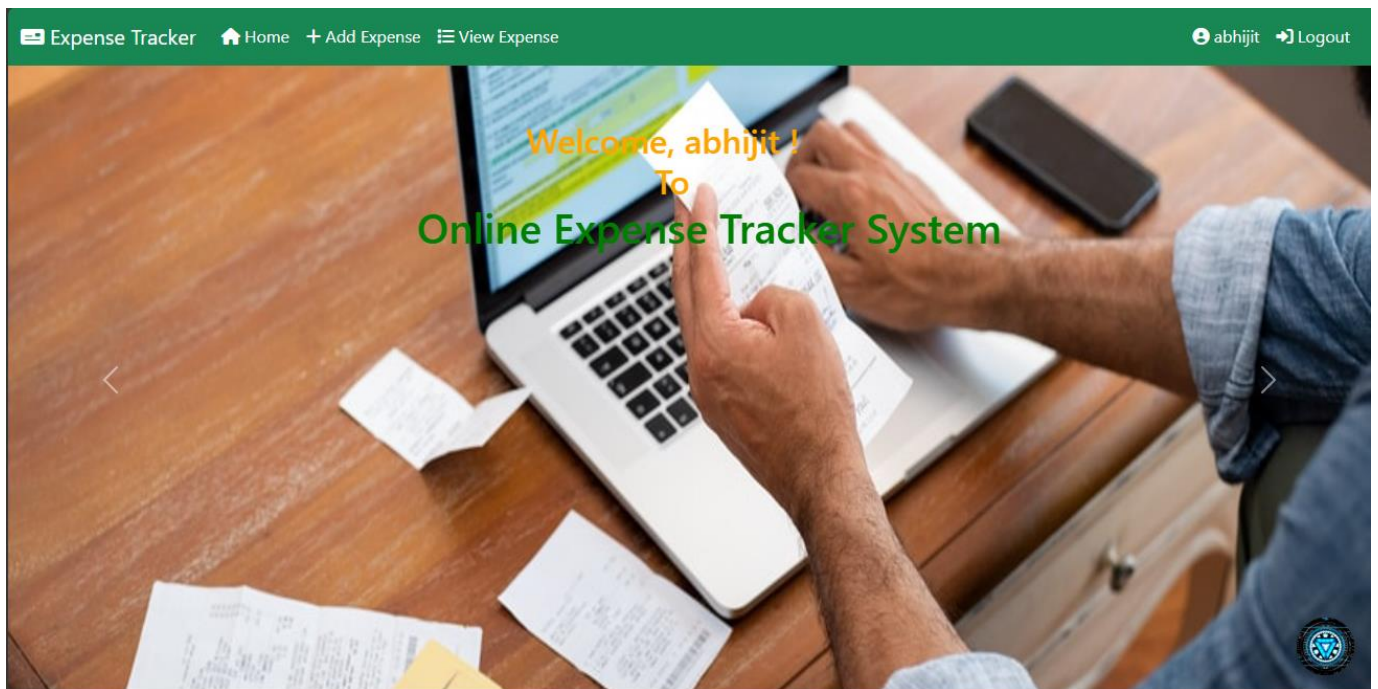 Expense Tracker Home Add Expense View Expense abhijit Logout
Welcome, abhijit !
To
Online Expense Tracker System